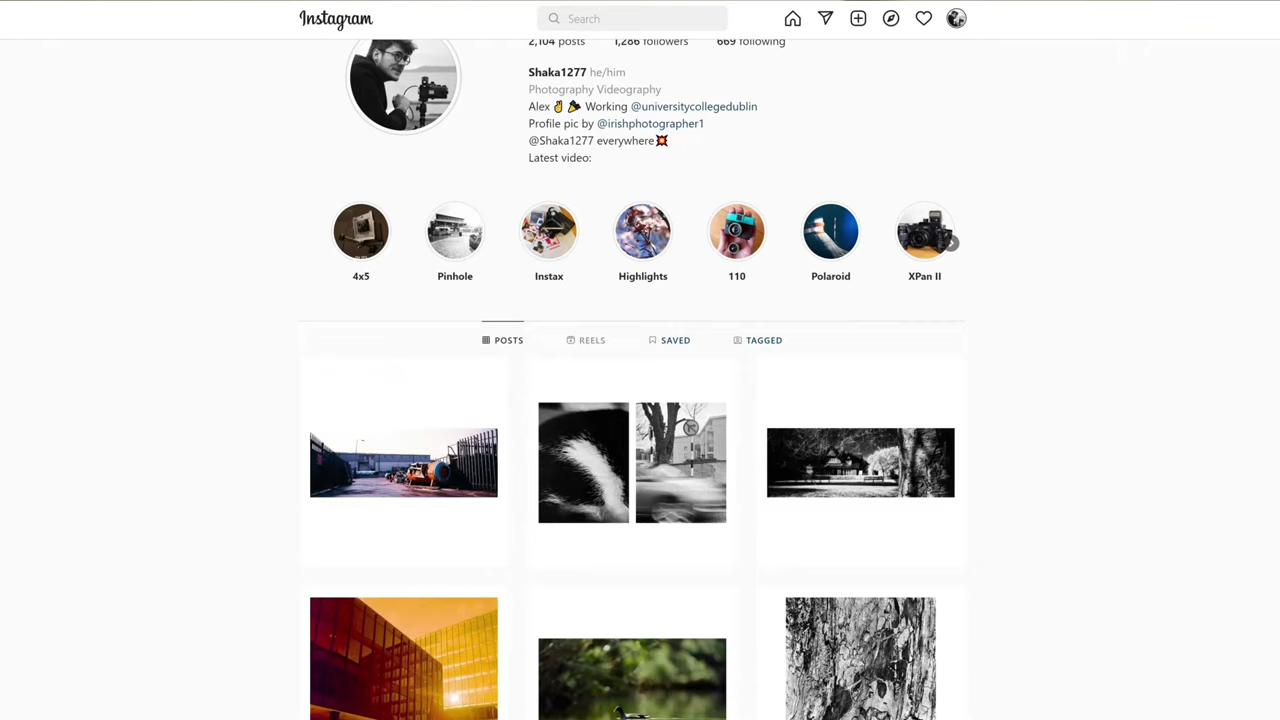 Instagram
Search
2,104 posts 1,286 followers 669 following
Shaka1277 he/him
Photography Videography
Alex✌️🎉 Working @universitycollegedublin
Profile pic by @irishphotographer1
@Shaka1277 everywhere💥
Latest video:
4x5 Pinhole Instax Highlights 110 Polaroid XPan II
POSTS REELS SAVED TAGGED